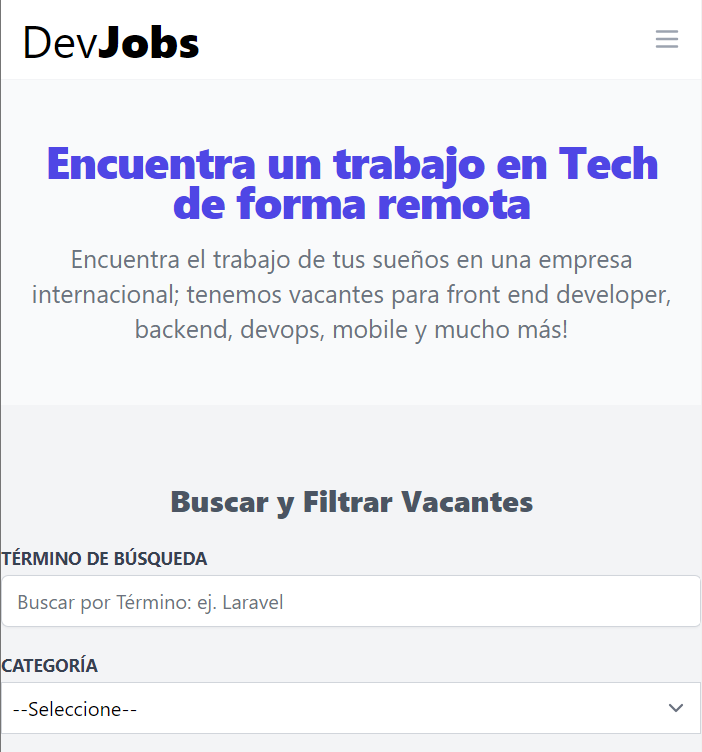 DevJobs
Encuentra un trabajo en Tech
de forma remota
Encuentra el trabajo de tus sueños en una empresa
internacional; tenemos vacantes para front end developer,
backend, devops, mobile y mucho más!
Buscar y Filtrar Vacantes
TÉRMINO DE BÚSQUEDA
Buscar por Término: ej. Laravel
CATEGORÍA
--Seleccione--